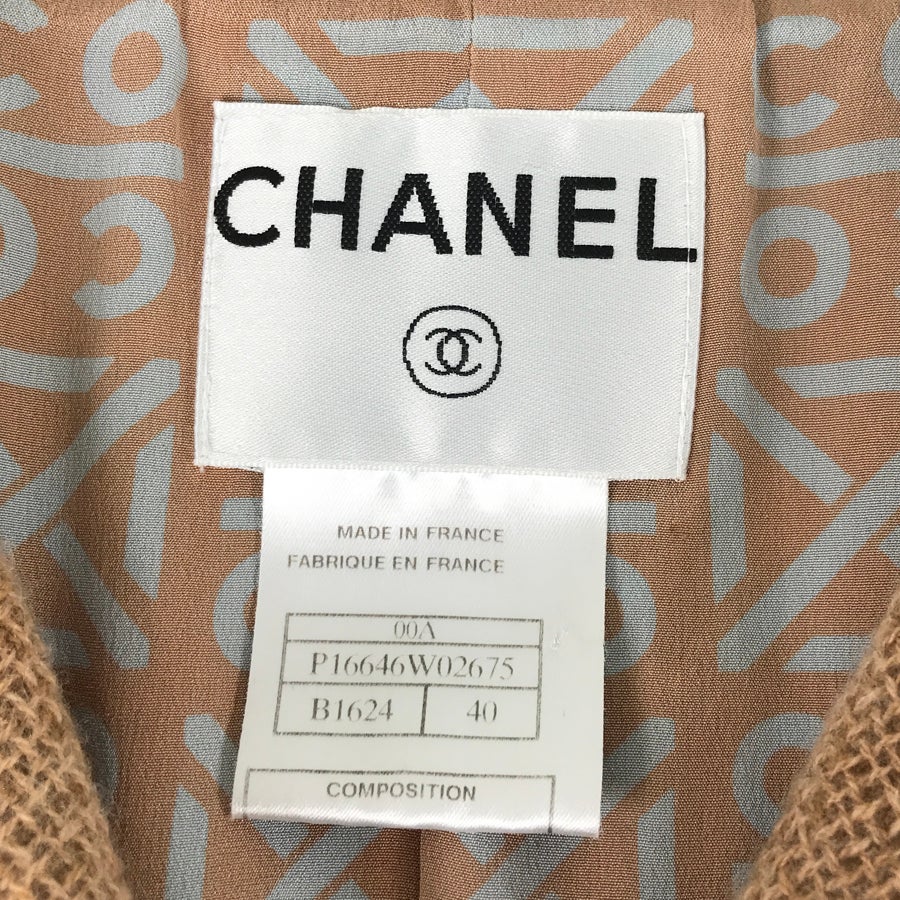 CHANEL
MADE IN FRANCE
FABRIQUE EN FRANCE
00A
P16646W02675
B1624 40
COMPOSITION